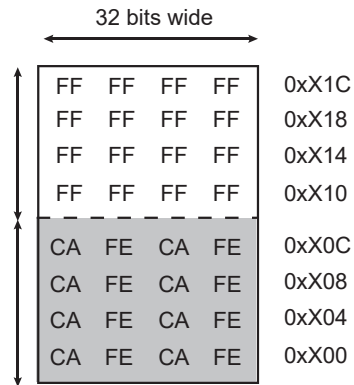 32 bits wide
FF FF FF FF 0xX1C
FF FF FF FF 0xX18
FF FF FF FF 0xX14
FF FF FF FF 0xX10
CA FE CA FE 0xX0C
CA FE CA FE 0xX08
CA FE CA FE 0xX04
CA FE CA FE 0xX00